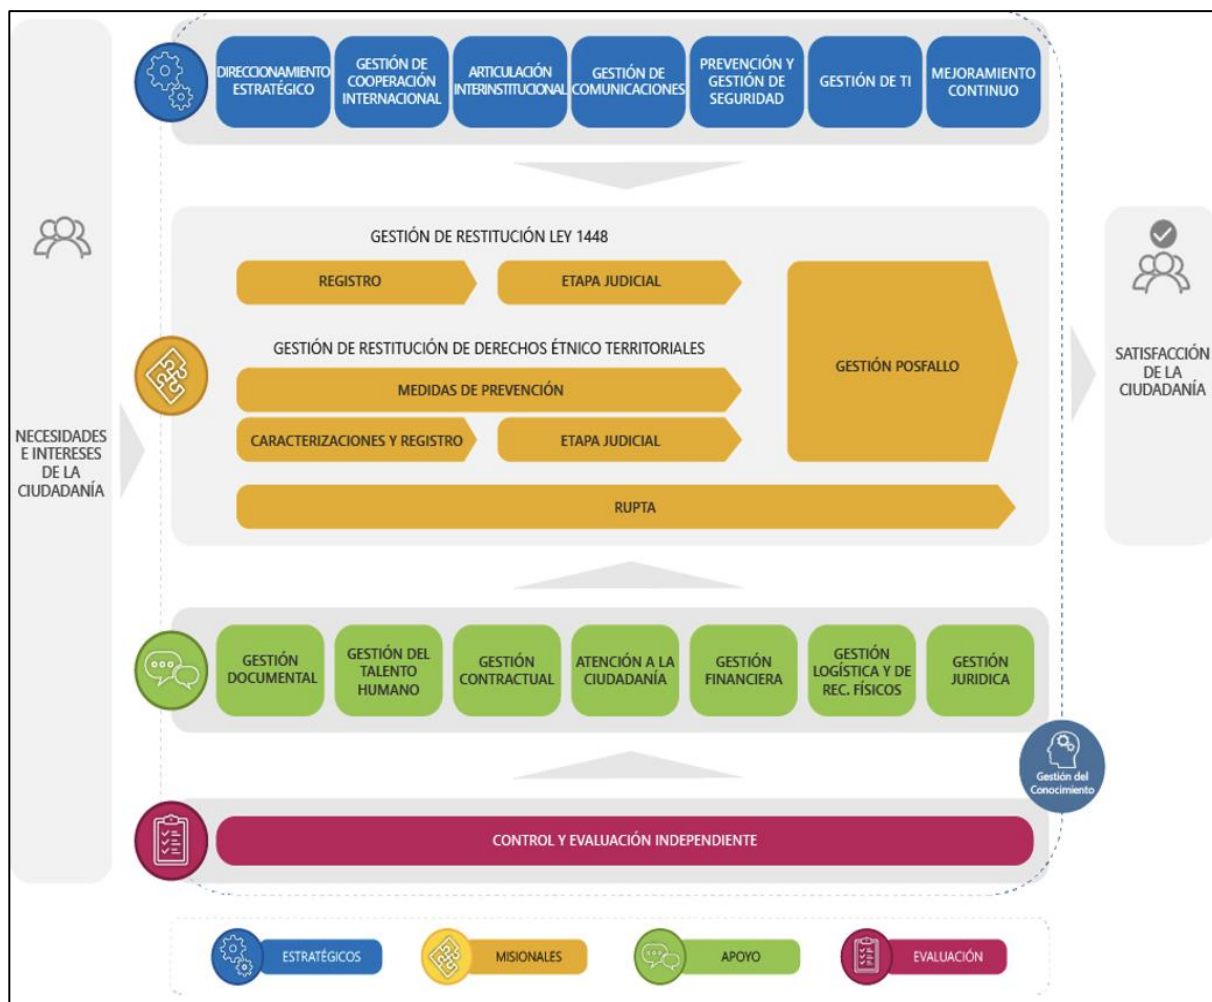 DIRECCIONAMIENTO
ESTRATÉGICO
GESTIÓN DE
COOPERACIÓN
INTERNACIONAL
ARTICULACIÓN
INTERINSTITUCIONAL
GESTIÓN DE
COMUNICACIONES
PREVENCIÓN Y
GESTIÓN DE
SEGURIDAD
GESTIÓN DE TI
MEJORAMIENTO
CONTINUO
NECESIDADES
E INTERESES
DE LA
CIUDADANÍA
GESTIÓN DE RESTITUCIÓN LEY 1448
REGISTRO
ETAPA JUDICIAL
GESTIÓN DE RESTITUCIÓN DE DERECHOS ÉTNICO TERRITORIALES
MEDIDAS DE PREVENCIÓN
CARACTERIZACIONES Y REGISTRO
ETAPA JUDICIAL
GESTIÓN POSFALLO
RUPTA
SATISFACCIÓN
DE LA
CIUDADANÍA
GESTIÓN
DOCUMENTAL
GESTIÓN DEL
TALENTO
HUMANO
GESTIÓN
CONTRACTUAL
ATENCIÓN A LA
CIUDADANÍA
GESTIÓN
FINANCIERA
GESTIÓN
LOGÍSTICA Y DE
REC. FÍSICOS
GESTIÓN
JURIDICA
Gestión del
Conocimiento
CONTROL Y EVALUACIÓN INDEPENDIENTE
ESTRATÉGICOS
MISIONALES
APOYO
EVALUACIÓN